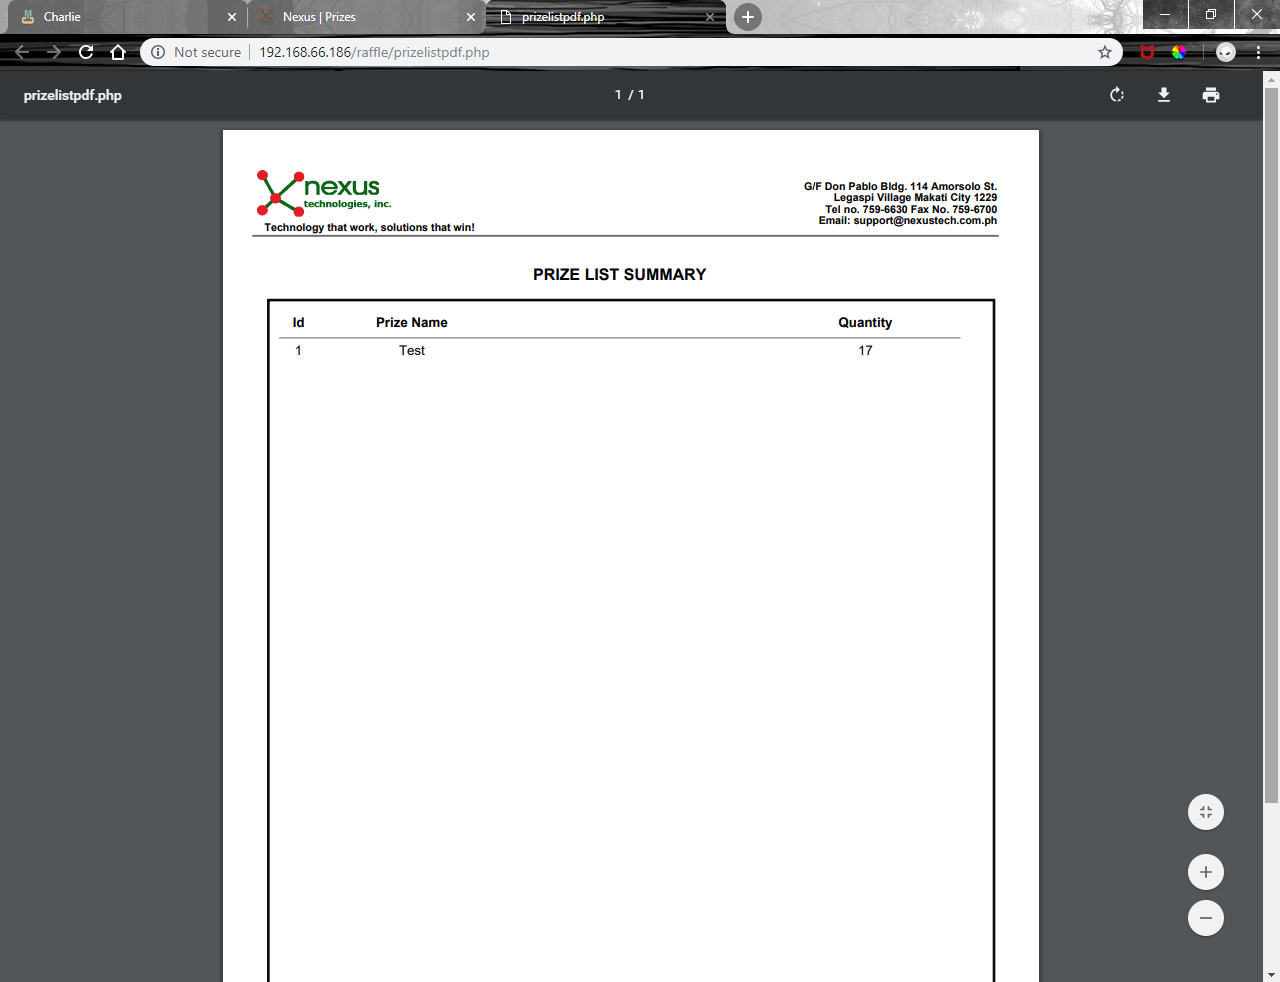 Charlie
Nexus | Prizes
prizelistpdf.php
Not secure
192.168.66.186/raffle/prizelistpdf.php
prizelistpdf.php
1 / 1
nexus
technologies, inc.
Technology that work, solutions that win!
G/F Don Pablo Bldg. 114 Amorsolo St.
Legaspi Village Makati City 1229
Tel no. 759-6630 Fax No. 759-6700
Email: support@nexustech.com.ph
PRIZE LIST SUMMARY
Id Prize Name Quantity
1 Test 17